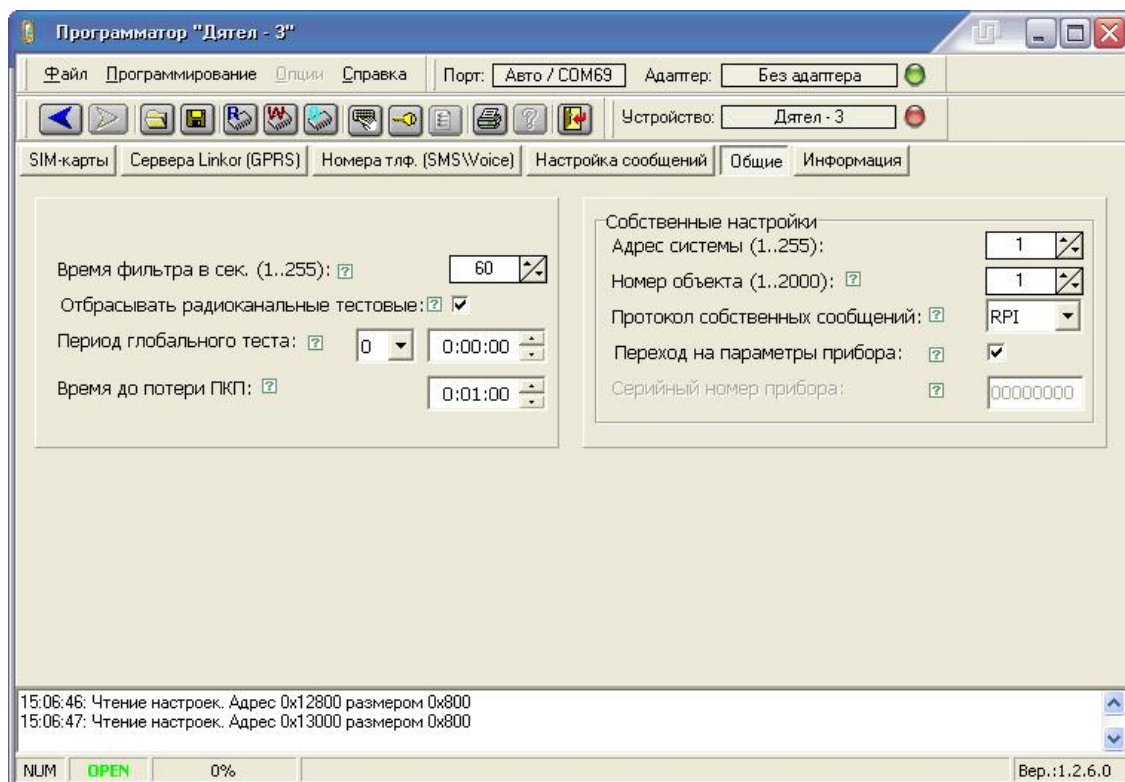 Программатор "Дятел - 3"
Файл Программирование Опции Справка Порт: Авто / COM69 Адаптер: Без адаптера
Устройство: Дятел - 3
SIM-карты Сервера Linkor (GPRS) Номера тлф. (SMS\Voice) Настройка сообщений Общие Информация
Время фильтра в сек. (1..255): ? 60
Отбрасывать радиоканальные тестовые: ?
Период глобального теста: ? 0 0:00:00
Время до потери ПКП: ? 0:01:00
Собственные настройки
Адрес системы (1..255): 1
Номер объекта (1..2000): ? 1
Протокол собственных сообщений: ? RPI
Переход на параметры прибора: ?
Серийный номер прибора: ? 00000000
15:06:46: Чтение настроек. Адрес 0x12800 размером 0x800
15:06:47: Чтение настроек. Адрес 0x13000 размером 0x800
NUM OPEN 0% Вер.:1.2.6.0